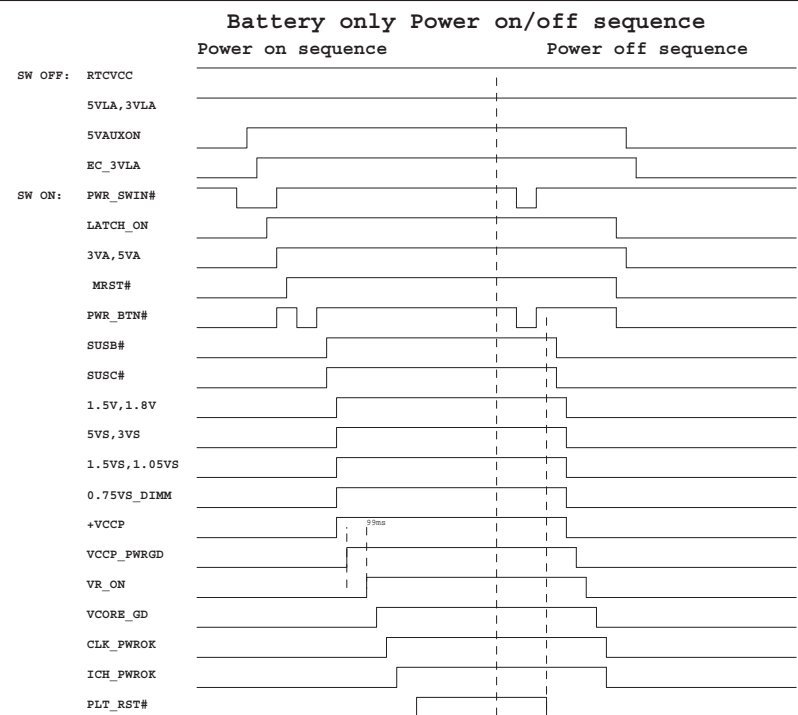 Battery only Power on/off sequence
Power on sequence Power off sequence
SW OFF: RTCVCC
5VLA,3VLA
5VAUXON
EC_3VLA
SW ON: PWR_SWIN#
LATCH_ON
3VA,5VA
MRST#
PWR_BTN#
SUSB#
SUSC#
1.5V,1.8V
5VS,3VS
1.5VS,1.05VS
0.75VS_DIMM
+VCCP 99ms
VCCP_PWRGD
VR_ON
VCORE_GD
CLK_PWROK
ICH_PWROK
PLT_RST#